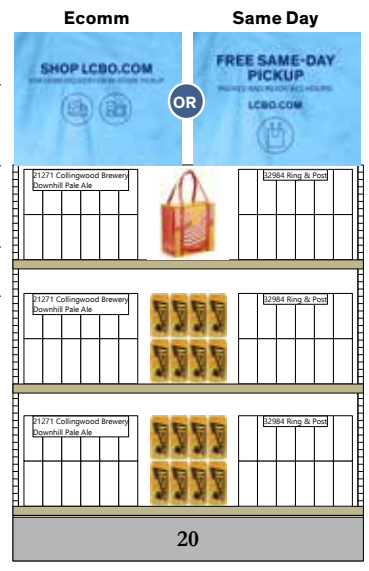 Ecomm
Same Day
SHOP LCBO.COM
OR
FREE SAME-DAY
PICKUP
LCBO.COM
21271 Collingwood Brewery
Downhill Pale Ale
32984 Ring & Post
21271 Collingwood Brewery
Downhill Pale Ale
32984 Ring & Post
21271 Collingwood Brewery
Downhill Pale Ale
32984 Ring & Post
20